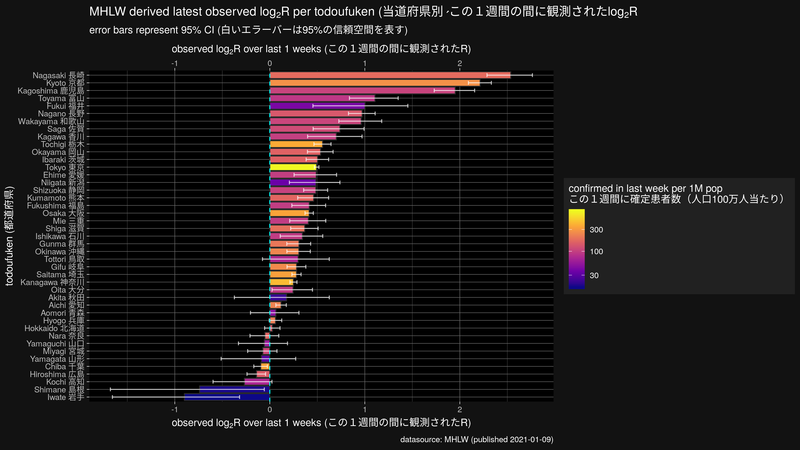 MHLW derived latest observed log₂R per todoufuken (当道府県別 -この１週間の間に観測されたlog₂R
error bars represent 95% CI (白いエラーバーは95%の信頼空間を表す)
observed log₂R over last 1 weeks (この１週間の間に観測されたR)
-1 0 1 2
todoufuken (都道府県)
Nagasaki 長崎
Kyoto 京都
Kagoshima 鹿児島
Toyama 富山
Fukui 福井
Nagano 長野
Wakayama 和歌山
Saga 佐賀
Kagawa 香川
Tochigi 栃木
Okayama 岡山
Ibaraki 茨城
Tokyo 東京
Ehime 愛媛
Niigata 新潟
Shizuoka 静岡
Kumamoto 熊本
Fukushima 福島
Osaka 大阪
Mie 三重
Shiga 滋賀
Ishikawa 石川
Gunma 群馬
Okinawa 沖縄
Tottori 鳥取
Gifu 岐阜
Saitama 埼玉
Kanagawa 神奈川
Oita 大分
Akita 秋田
Aichi 愛知
Aomori 青森
Hyogo 兵庫
Hokkaido 北海道
Nara 奈良
Yamaguchi 山口
Miyagi 宮城
Yamagata 山形
Chiba 千葉
Hiroshima 広島
Kochi 高知
Shimane 島根
Iwate 岩手
-1 0 1 2
observed log₂R over last 1 weeks (この１週間の間に観測されたR)
confirmed in last week per 1M pop
この１週間に確定患者数（人口100万人当たり）
300
100
30
datasource: MHLW (published 2021-01-09)